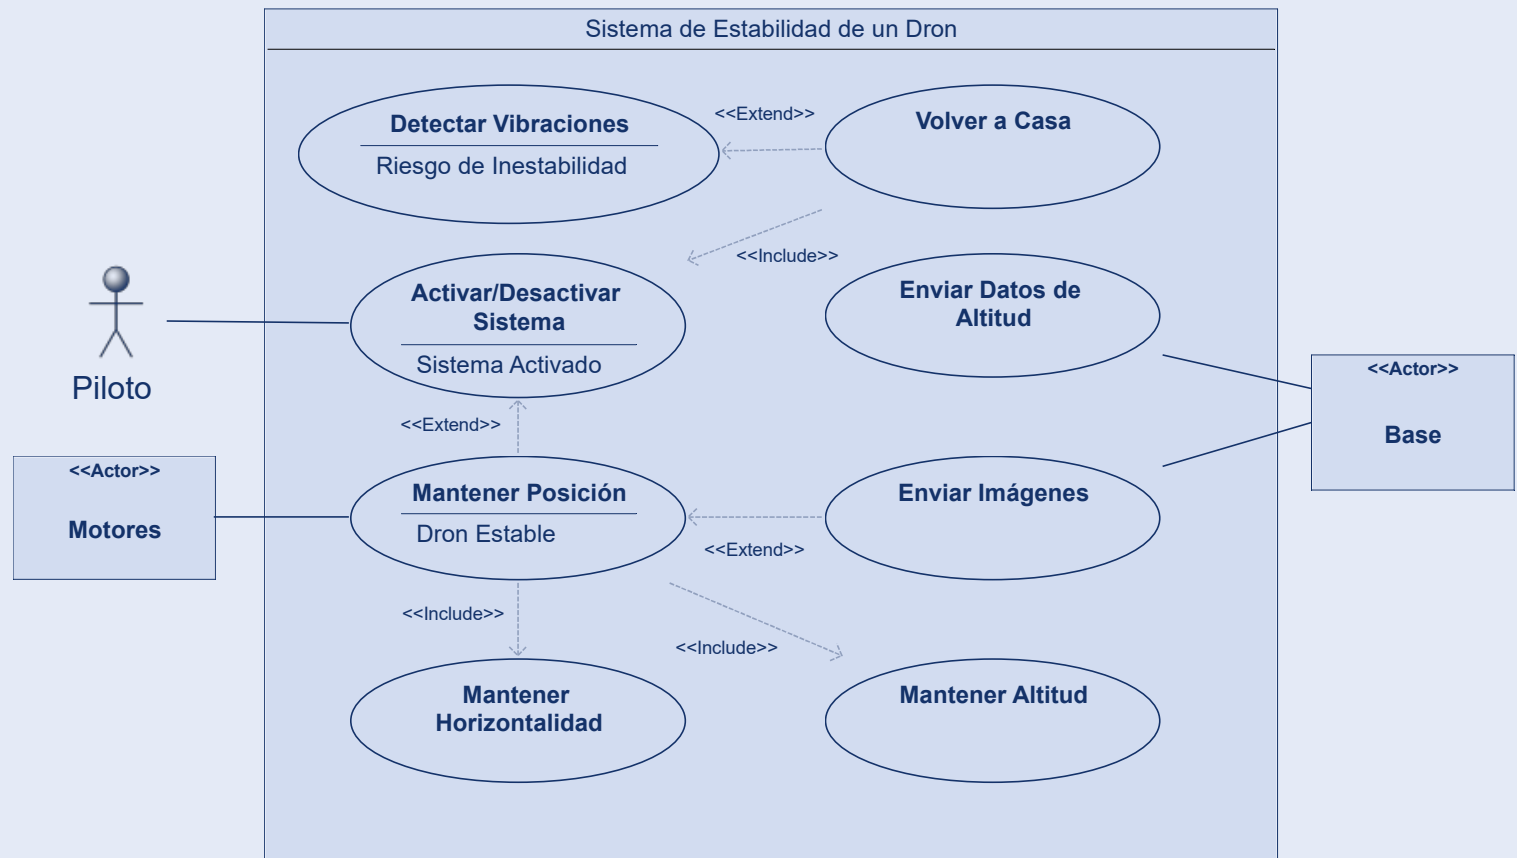 Sistema de Estabilidad de un Dron
Detectar Vibraciones
Riesgo de Inestabilidad
<<Extend>>
Volver a Casa
<<Include>>
Activar/Desactivar
Sistema
Sistema Activado
Enviar Datos de
Altitud
Piloto
<<Actor>>
Base
<<Extend>>
<<Actor>>
Motores
Mantener Posición
Dron Estable
Enviar Imágenes
<<Extend>>
<<Include>>
<<Include>>
Mantener
Horizontalidad
Mantener Altitud